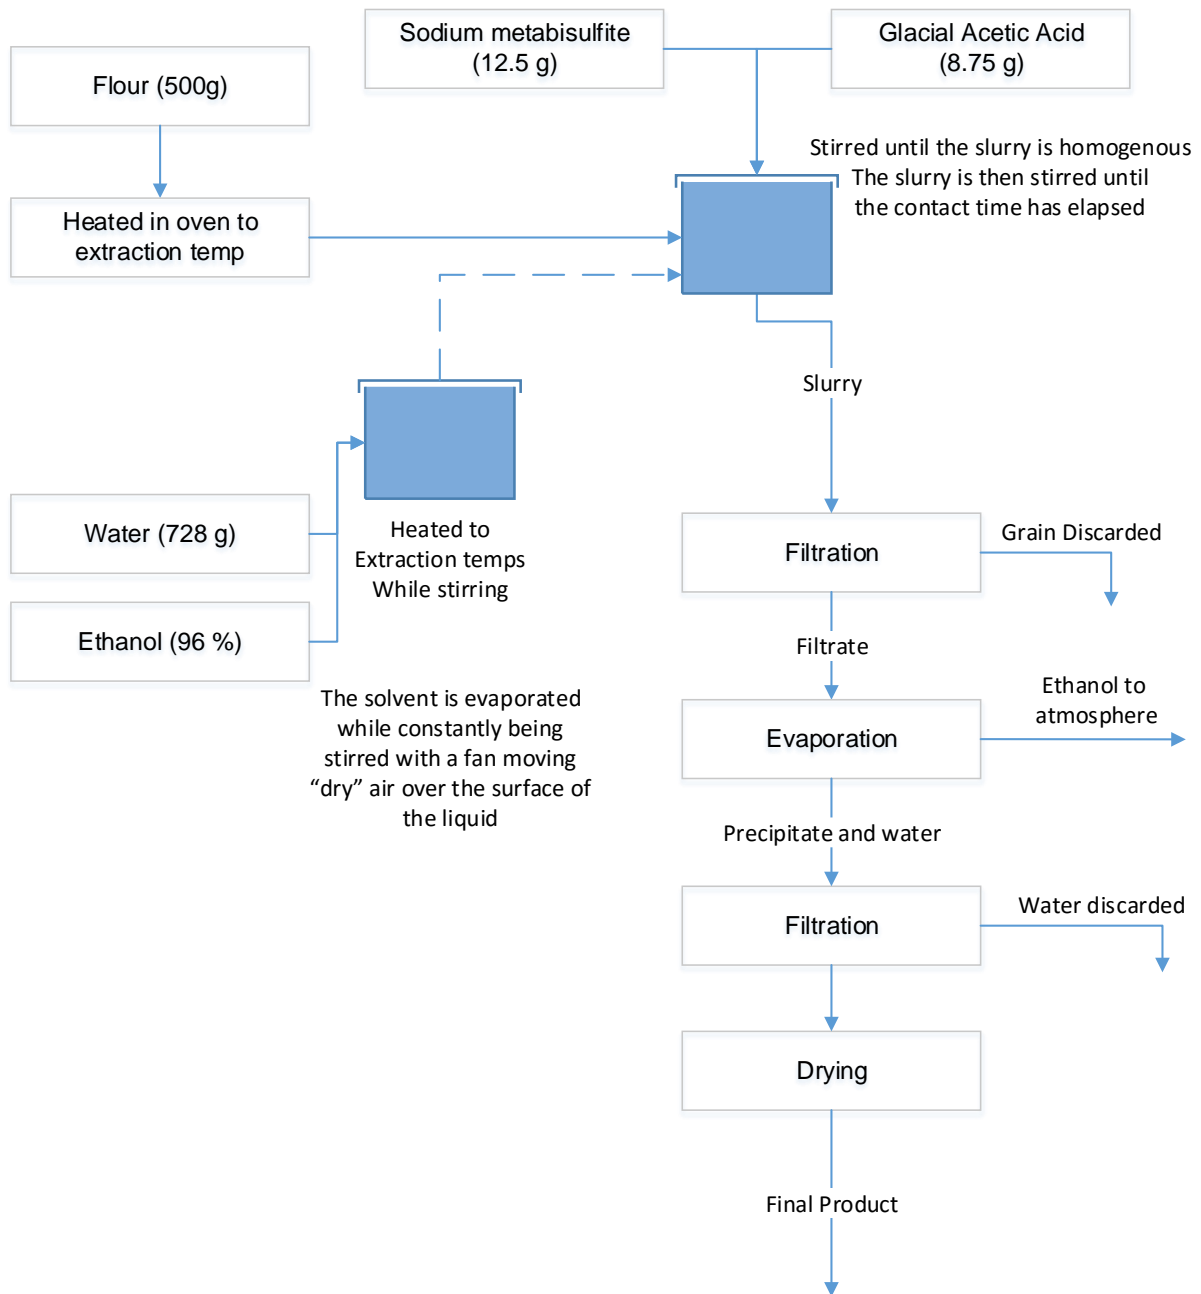 Sodium metabisulfite
(12.5 g)
Glacial Acetic Acid
(8.75 g)
Flour (500g)
Stirred until the slurry is homogenous
The slurry is then stirred until
the contact time has elapsed
Heated in oven to
extraction temp
Slurry
Water (728 g)
Heated to
Extraction temps
While stirring
Filtration
Grain Discarded
Ethanol (96 %)
Filtrate
The solvent is evaporated
while constantly being
stirred with a fan moving
“dry” air over the surface of
the liquid
Ethanol to
atmosphere
Evaporation
Precipitate and water
Filtration
Water discarded
Drying
Final Product